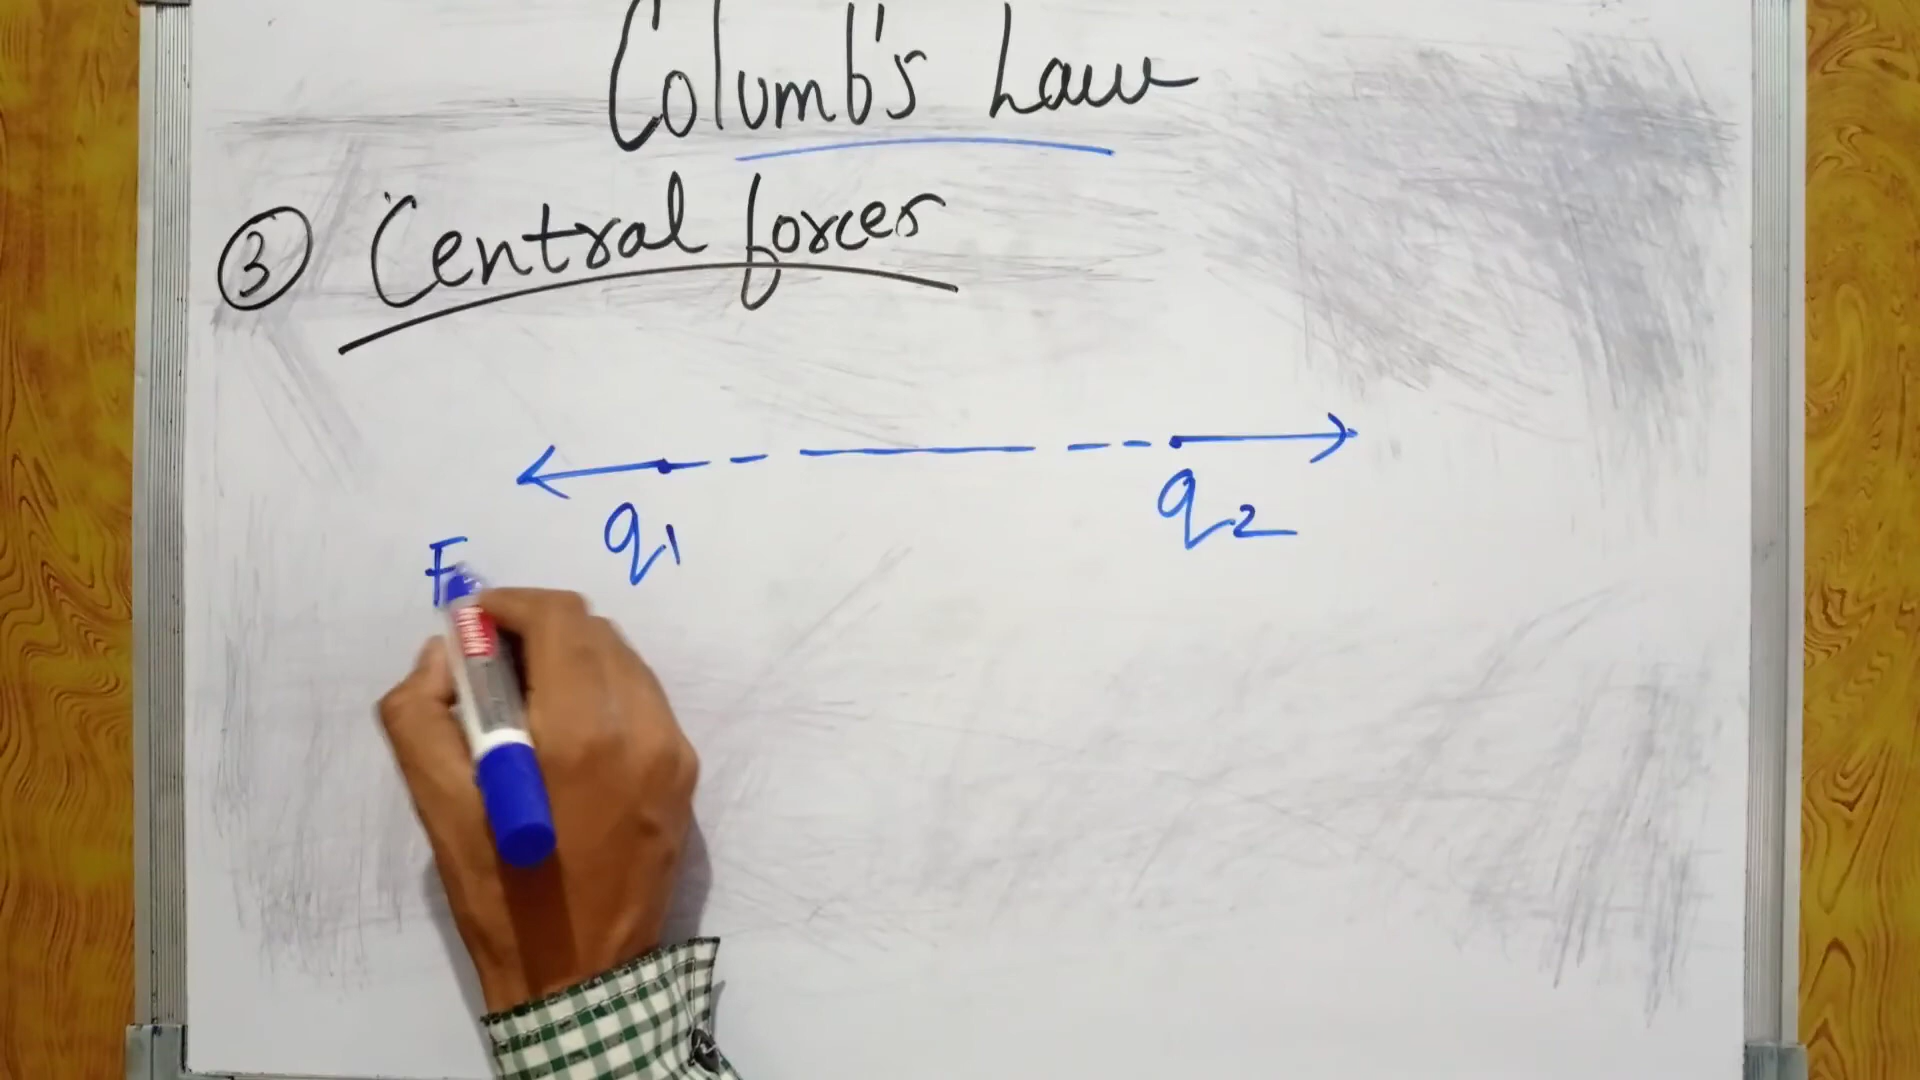 Columb's Law
③ Central forces
q1 q2
F